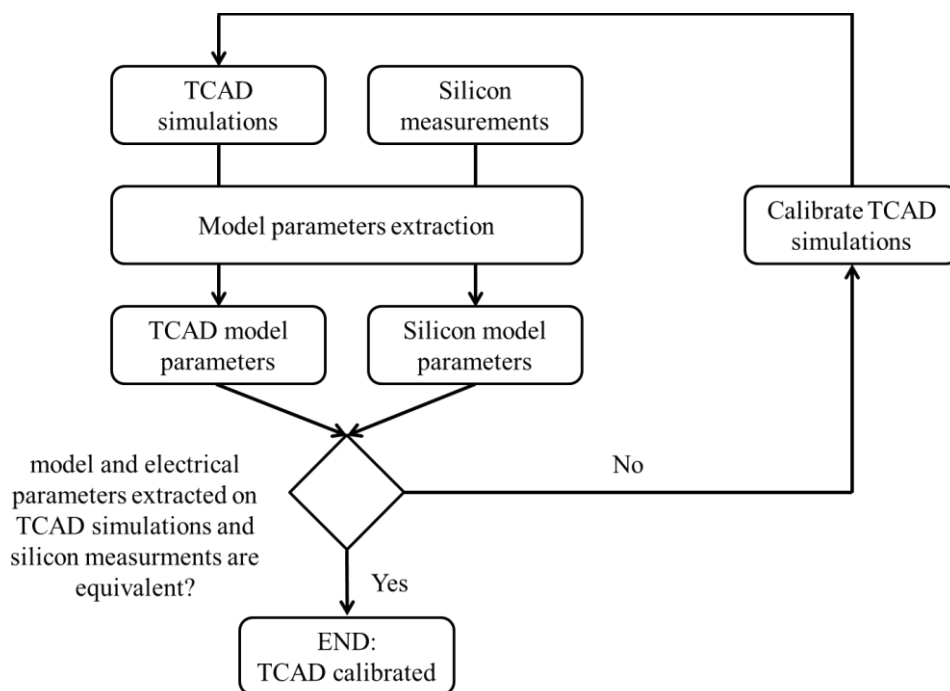 TCAD
simulations
Silicon
measurements
Model parameters extraction
Calibrate TCAD
simulations
TCAD model
parameters
Silicon model
parameters
model and electrical
parameters extracted on
TCAD simulations and
silicon measurments are
equivalent?
No
Yes
END:
TCAD calibrated